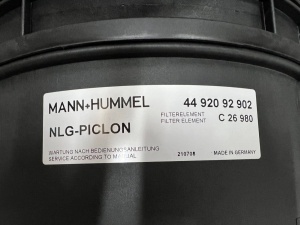 MANN+HUMMEL 44 920 92 902
NLG-PICLON
FILTERELEMENT
FILTER ELEMENT C 26 980
WARTUNG NACH BEDIENUNGSANLEITUNG
SERVICE ACCORDING TO MANUAL
210708 MADE IN GERMANY